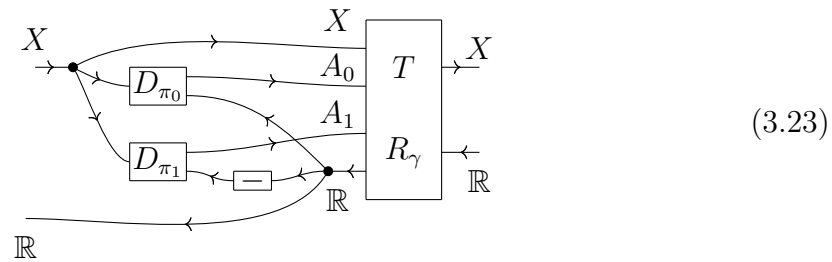 X
X
A_0
T
X
D_{π_0}
(3.23)
A_1
D_{π_1}
R_γ
−
ℝ
ℝ
ℝ